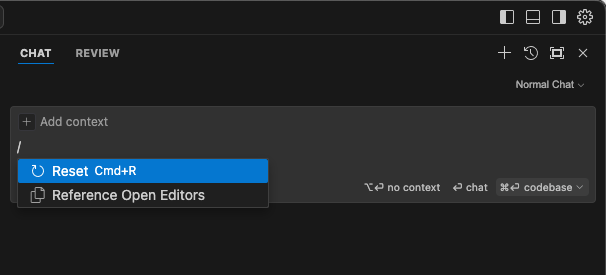 CHAT REVIEW
Normal Chat
Add context
/
Reset Cmd+R
Reference Open Editors
⌥⏎ no context ⏎ chat ⌘⏎ codebase